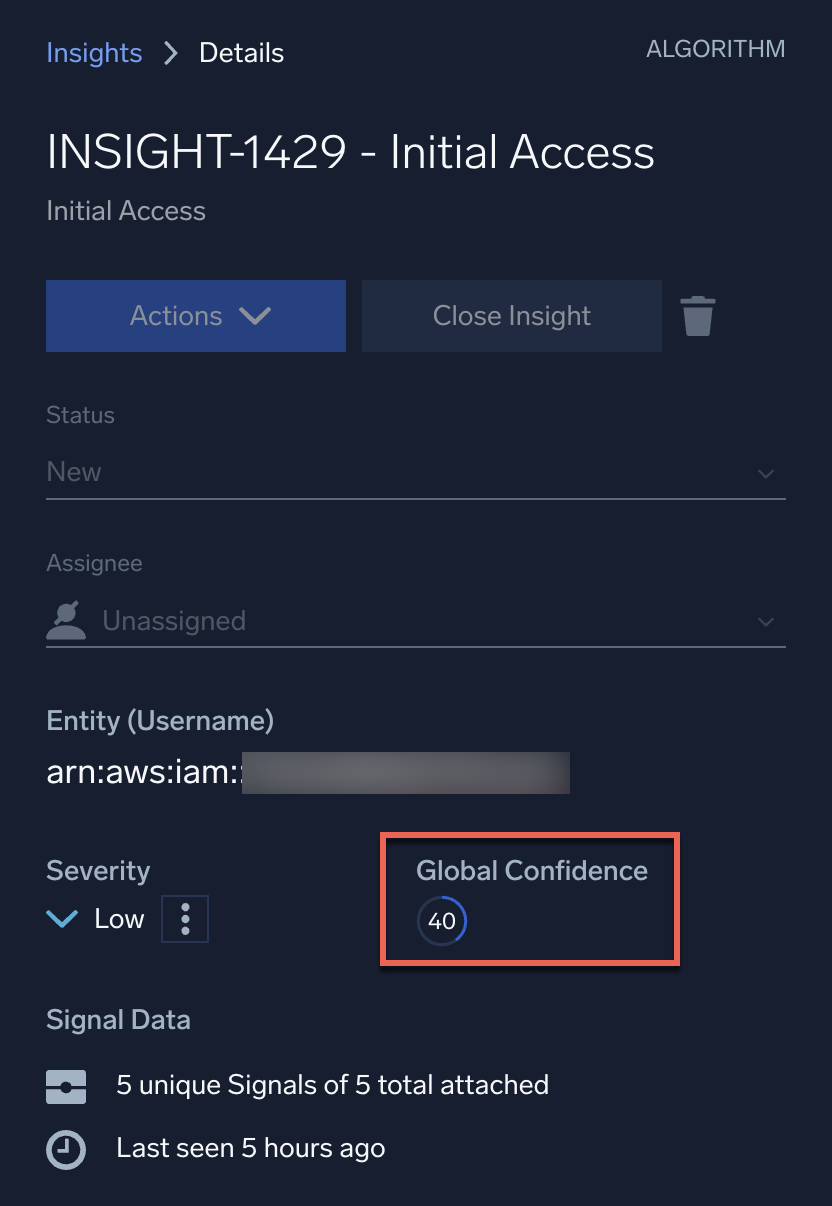 Insights > Details
ALGORITHM
INSIGHT-1429 - Initial Access
Initial Access
Actions
Close Insight
Status
New
Assignee
Unassigned
Entity (Username)
arn:aws:iam::
Severity
Low
Global Confidence
40
Signal Data
5 unique Signals of 5 total attached
Last seen 5 hours ago